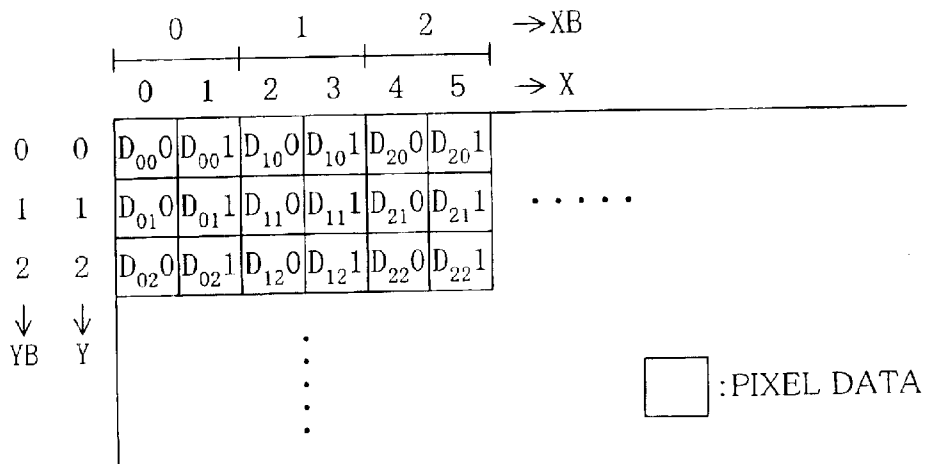 0 1 2 →XB
0 1 2 3 4 5 → X
0 0 D₀₀0 D₀₀1 D₁₀0 D₁₀1 D₂₀0 D₂₀1
1 1 D₀₁0 D₀₁1 D₁₁0 D₁₁1 D₂₁0 D₂₁1 .....
2 2 D₀₂0 D₀₂1 D₁₂0 D₁₂1 D₂₂0 D₂₂1
↓ ↓
YB Y
:PIXEL DATA